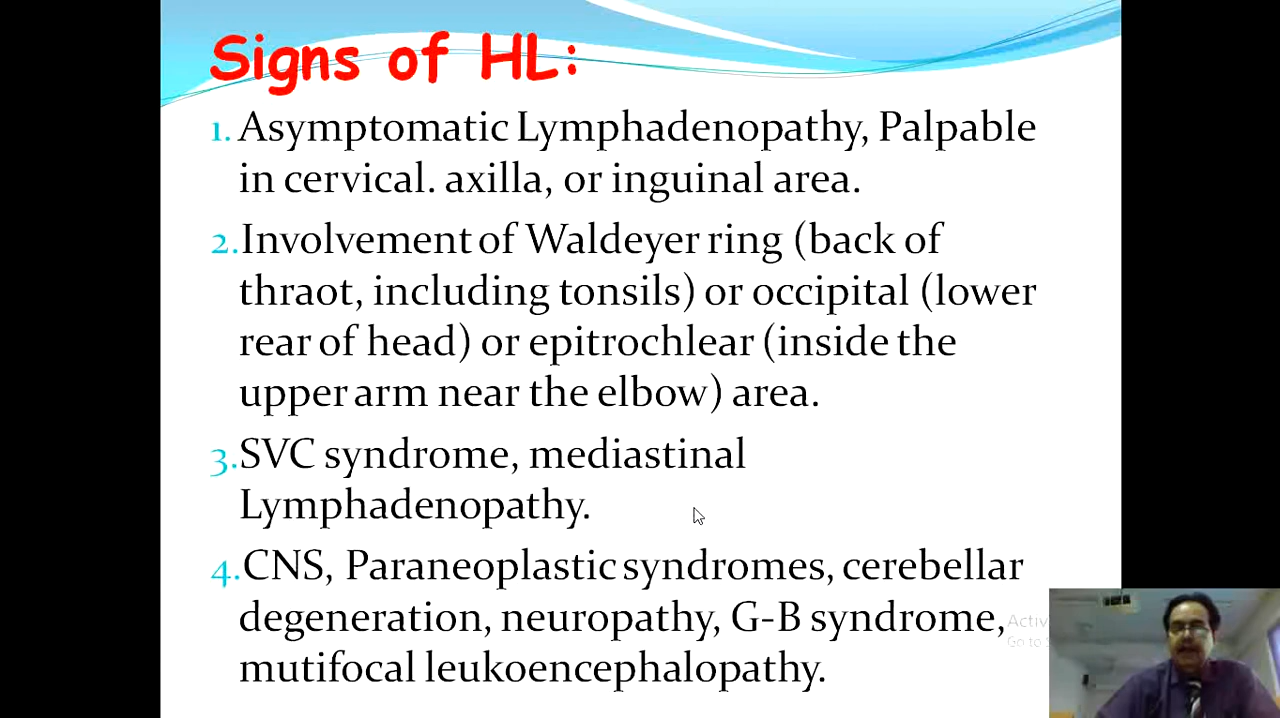 Signs of HL:
1. Asymptomatic Lymphadenopathy, Palpable
in cervical. axilla, or inguinal area.
2. Involvement of Waldeyer ring (back of
thraot, including tonsils) or occipital (lower
rear of head) or epitrochlear (inside the
upper arm near the elbow) area.
3. SVC syndrome, mediastinal
Lymphadenopathy.
4. CNS, Paraneoplastic syndromes, cerebellar
degeneration, neuropathy, G-B syndrome,
mutifocal leukoencephalopathy.
Go to